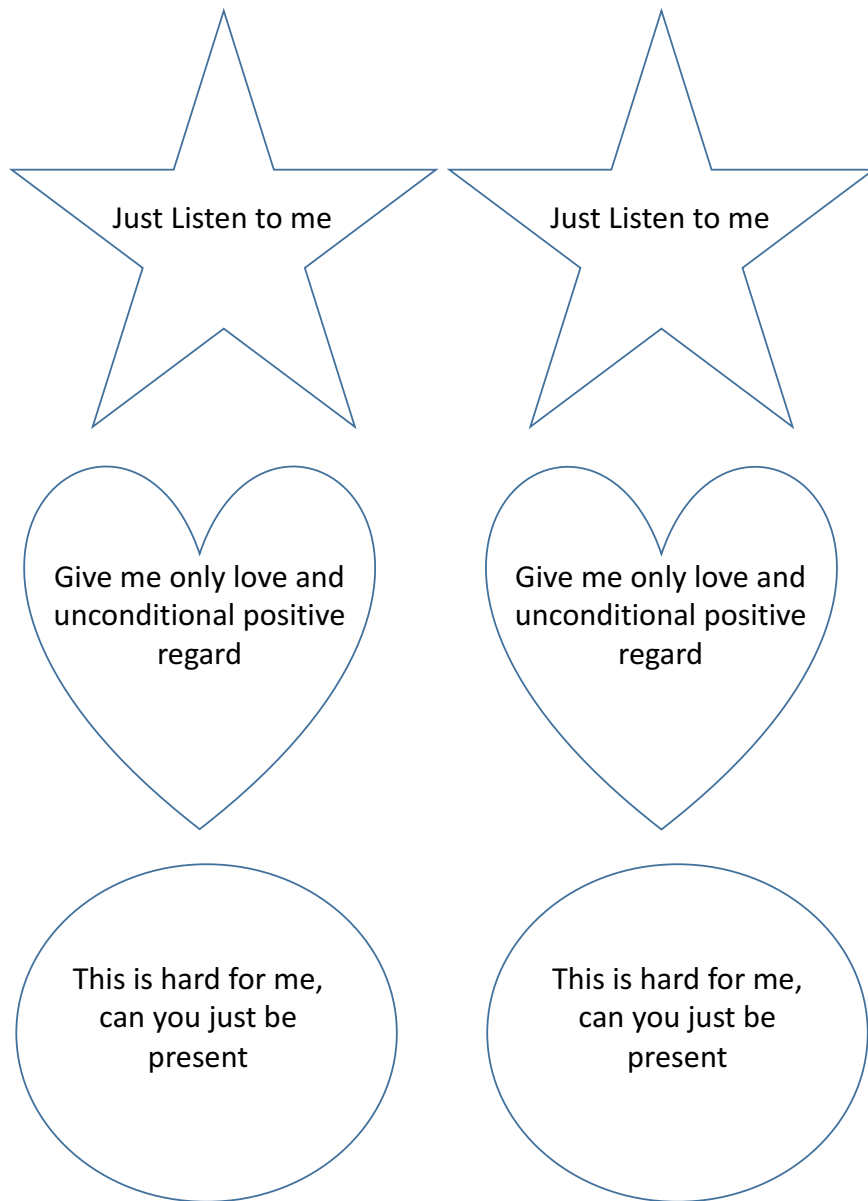 Just Listen to me
Just Listen to me
Give me only love and
unconditional positive
regard
Give me only love and
unconditional positive
regard
This is hard for me,
can you just be
present
This is hard for me,
can you just be
present